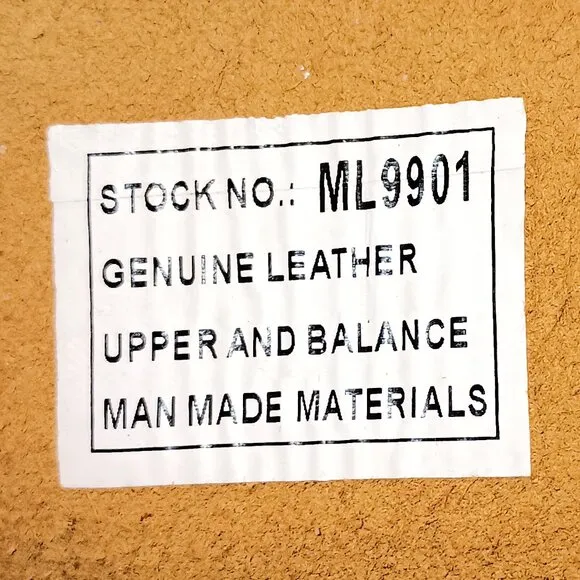 STOCK NO.: ML9901
GENUINE LEATHER
UPPER AND BALANCE
MAN MADE MATERIALS